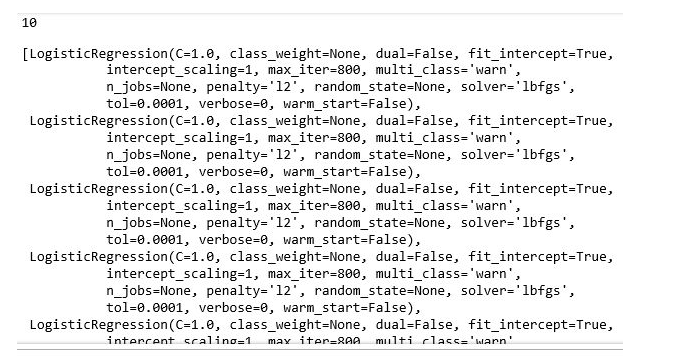 10
[LogisticRegression(C=1.0, class_weight=None, dual=False, fit_intercept=True,
intercept_scaling=1, max_iter=800, multi_class='warn',
n_jobs=None, penalty='l2', random_state=None, solver='lbfgs',
tol=0.0001, verbose=0, warm_start=False),
LogisticRegression(C=1.0, class_weight=None, dual=False, fit_intercept=True,
intercept_scaling=1, max_iter=800, multi_class='warn',
n_jobs=None, penalty='l2', random_state=None, solver='lbfgs',
tol=0.0001, verbose=0, warm_start=False),
LogisticRegression(C=1.0, class_weight=None, dual=False, fit_intercept=True,
intercept_scaling=1, max_iter=800, multi_class='warn',
n_jobs=None, penalty='l2', random_state=None, solver='lbfgs',
tol=0.0001, verbose=0, warm_start=False),
LogisticRegression(C=1.0, class_weight=None, dual=False, fit_intercept=True,
intercept_scaling=1, max_iter=800, multi_class='warn',
n_jobs=None, penalty='l2', random_state=None, solver='lbfgs',
tol=0.0001, verbose=0, warm_start=False),
LogisticRegression(C=1.0, class_weight=None, dual=False, fit_intercept=True,
intercept_scaling=1, max_iter=800, multi_class='warn'